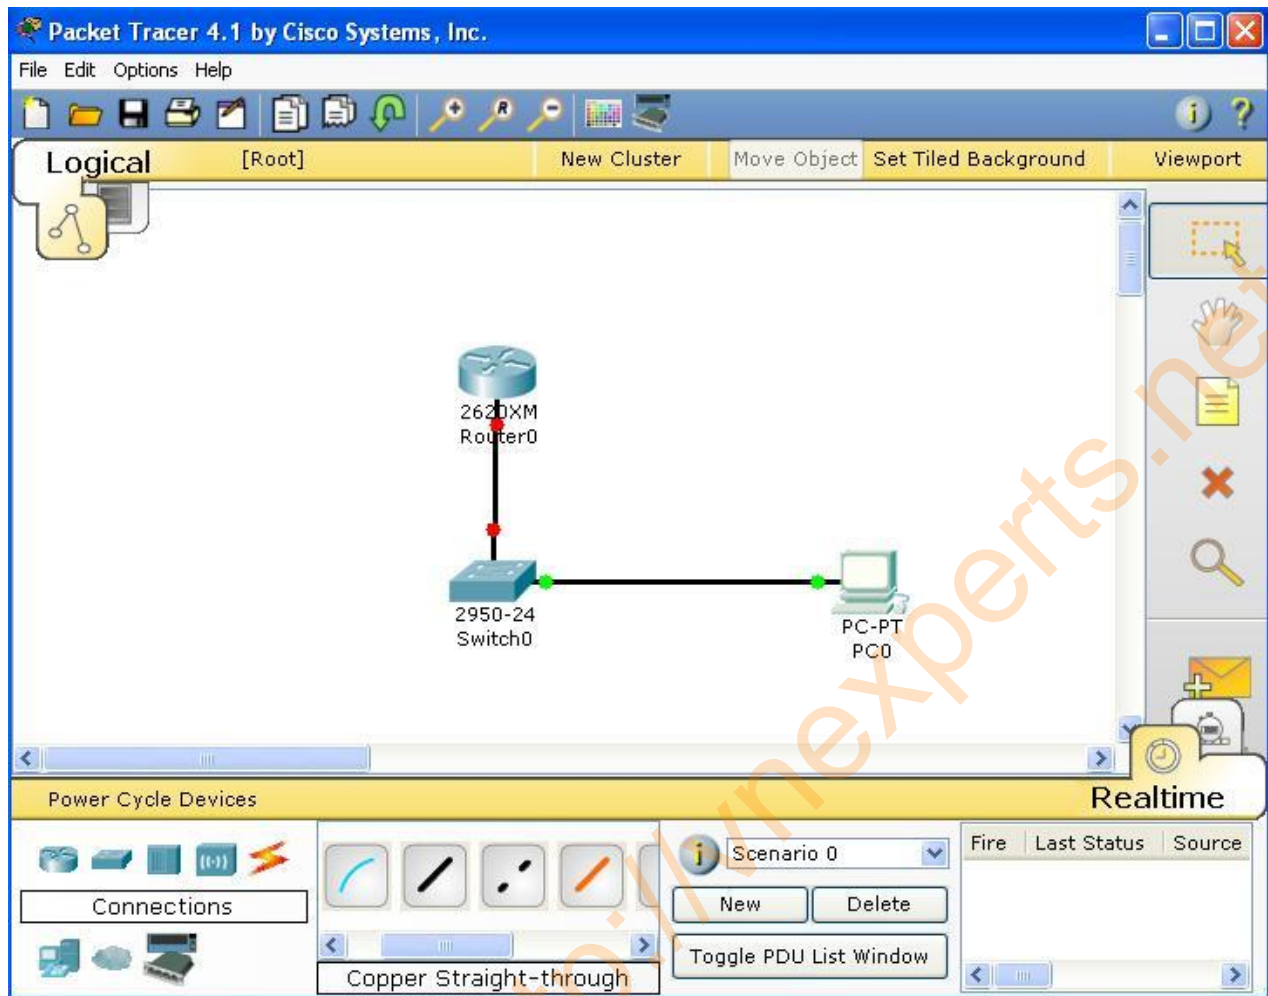 Packet Tracer 4.1 by Cisco Systems, Inc.
File Edit Options Help
Logical [Root] New Cluster Move Object Set Tiled Background Viewport
2620XM
Router0
2950-24
Switch0
PC-PT
PC0
Power Cycle Devices
Realtime
Scenario 0
Fire Last Status Source
Connections
New Delete
Toggle PDU List Window
Copper Straight-through
://vnexperts.net